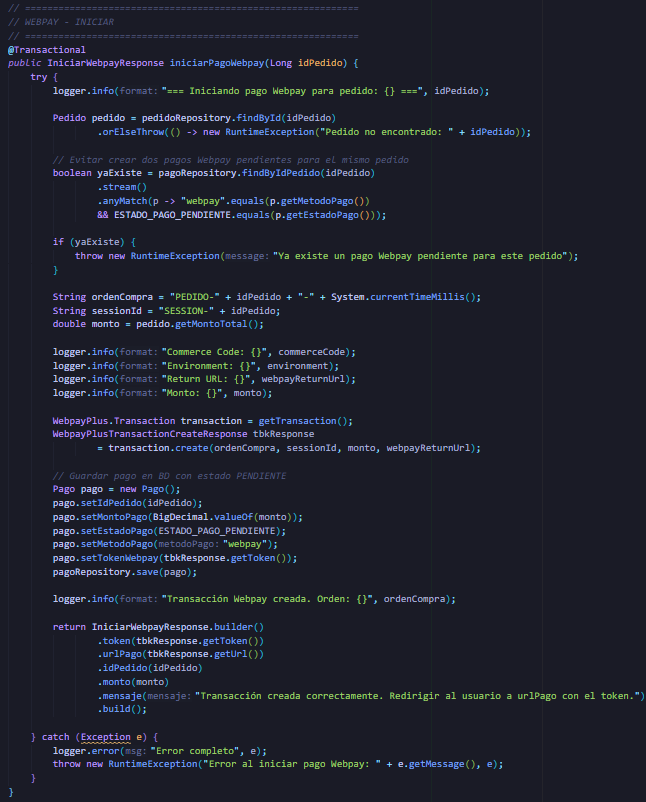 // ============================================================
// WEBPAY - INICIAR
// ============================================================
@Transactional
public IniciarWebpayResponse iniciarPagoWebpay(Long idPedido) {
    try {
        logger.info(format: "=== Iniciando pago Webpay para pedido: {} ===", idPedido);

        Pedido pedido = pedidoRepository.findById(idPedido)
                .orElseThrow(() -> new RuntimeException("Pedido no encontrado: " + idPedido));

        // Evitar crear dos pagos Webpay pendientes para el mismo pedido
        boolean yaExiste = pagoRepository.findByIdPedido(idPedido)
                .stream()
                .anyMatch(p -> "webpay".equals(p.getMetodoPago())
                && ESTADO_PAGO_PENDIENTE.equals(p.getEstadoPago()));

        if (yaExiste) {
            throw new RuntimeException(message: "Ya existe un pago Webpay pendiente para este pedido");
        }

        String ordenCompra = "PEDIDO-" + idPedido + "-" + System.currentTimeMillis();
        String sessionId = "SESSION-" + idPedido;
        double monto = pedido.getMontoTotal();

        logger.info(format: "Commerce Code: {}", commerceCode);
        logger.info(format: "Environment: {}", environment);
        logger.info(format: "Return URL: {}", webpayReturnUrl);
        logger.info(format: "Monto: {}", monto);

        WebpayPlus.Transaction transaction = getTransaction();
        WebpayPlusTransactionCreateResponse tbkResponse
                = transaction.create(ordenCompra, sessionId, monto, webpayReturnUrl);

        // Guardar pago en BD con estado PENDIENTE
        Pago pago = new Pago();
        pago.setIdPedido(idPedido);
        pago.setMontoPago(BigDecimal.valueOf(monto));
        pago.setEstadoPago(ESTADO_PAGO_PENDIENTE);
        pago.setMetodoPago(metodoPago: "webpay");
        pago.setTokenWebpay(tbkResponse.getToken());
        pagoRepository.save(pago);

        logger.info(format: "Transacción Webpay creada. Orden: {}", ordenCompra);

        return IniciarWebpayResponse.builder()
                .token(tbkResponse.getToken())
                .urlPago(tbkResponse.getUrl())
                .idPedido(idPedido)
                .monto(monto)
                .mensaje(mensaje: "Transacción creada correctamente. Redirigir al usuario a urlPago con el token.")
                .build();

    } catch (Exception e) {
        logger.error(msg: "Error completo", e);
        throw new RuntimeException("Error al iniciar pago Webpay: " + e.getMessage(), e);
    }
}